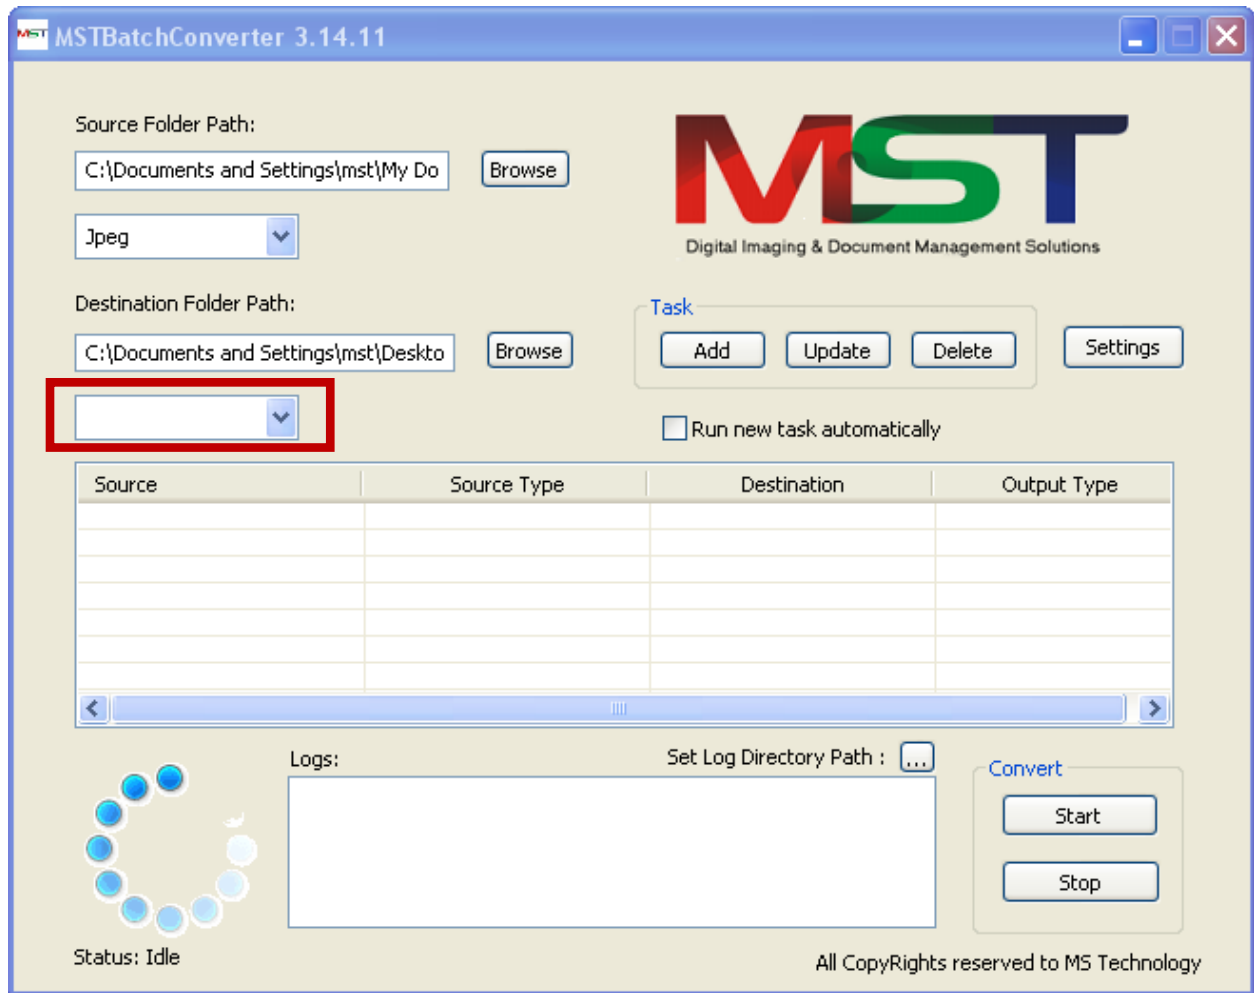 MST MSTBatchConverter 3.14.11
Source Folder Path:
C:\Documents and Settings\mst\My Do
Browse
Jpeg
MST
Digital Imaging & Document Management Solutions
Destination Folder Path:
C:\Documents and Settings\mst\Deskto
Browse
Task
Add Update Delete
Settings
Run new task automatically
Source Source Type Destination Output Type
Logs:
Set Log Directory Path : ...
Convert
Start
Stop
Status: Idle
All CopyRights reserved to MS Technology